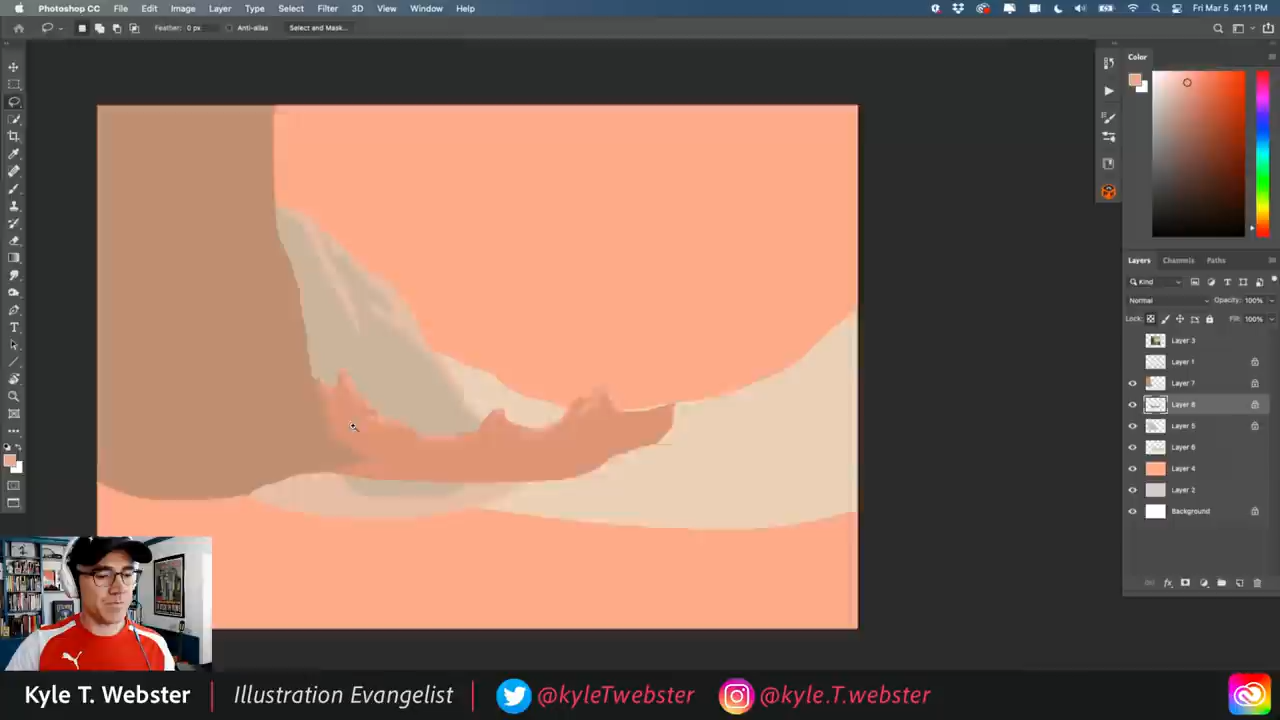 Photoshop CC File Edit Image Layer Type Select Filter 3D View Window Help Fri Mar 5 4:11 PM
Feather: 0 px Anti-alias Select and Mask...
Color
Layers Channels Paths
Kind
Normal Opacity: 100%
Lock: Fill: 100%
Layer 3
Layer 1
Layer 7
Layer 8
Layer 5
Layer 6
Layer 4
Layer 2
Background
Kyle T. Webster | Illustration Evangelist | @kyleTwebster @kyle.T.webster